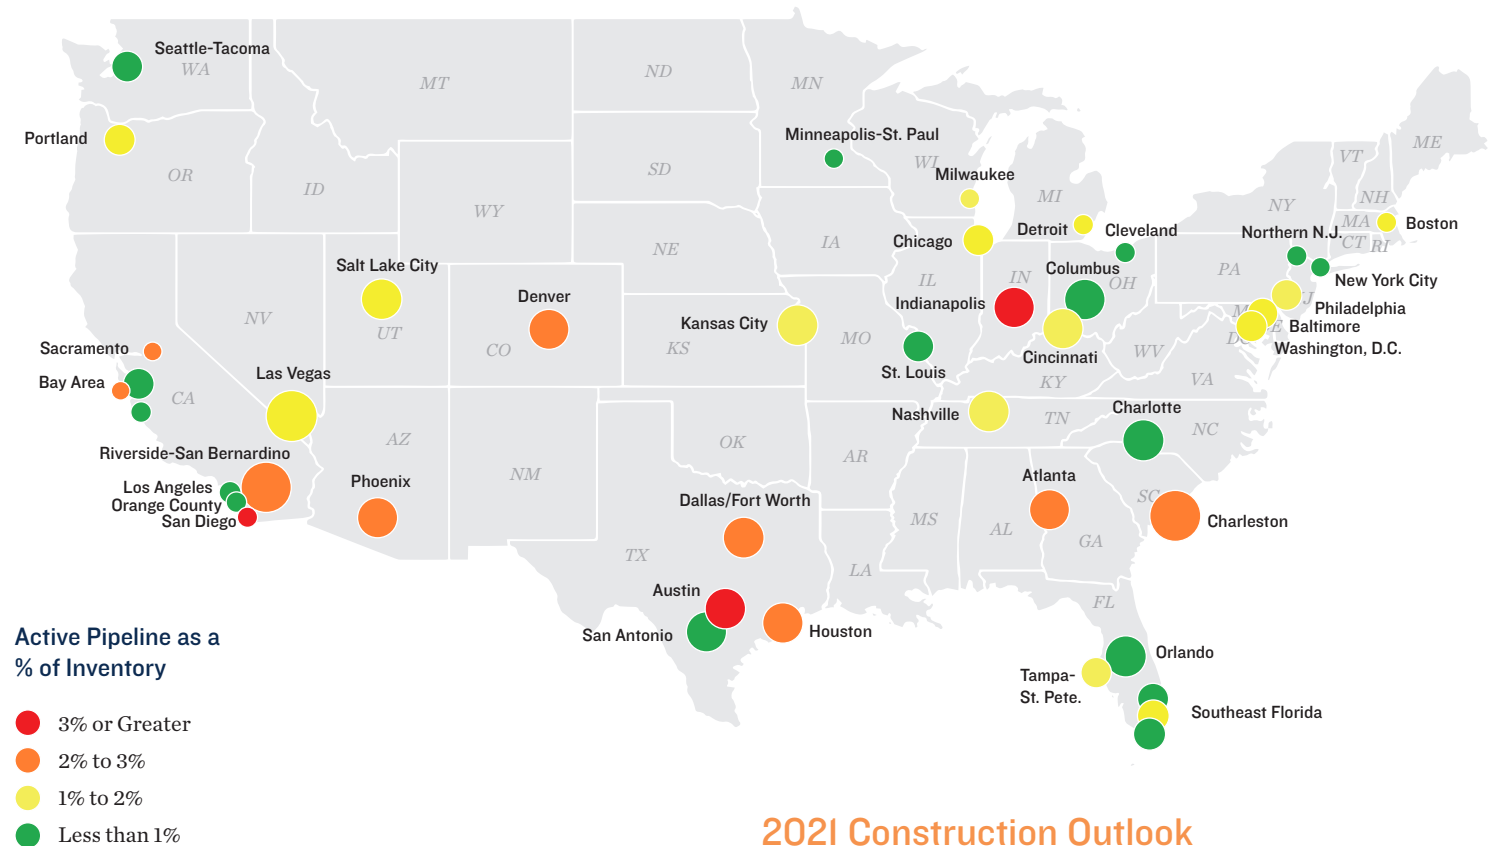 Seattle-Tacoma
WA
MT
ND
MN
Portland
OR
ID
WY
SD
Minneapolis-St. Paul
WI
Milwaukee
MI
Detroit
Cleveland
NY
VT
NH
ME
MA
Boston
CT
RI
Northern N.J.
New York City
Chicago
IA
NE
Salt Lake City
UT
NV
Denver
CO
Kansas City
KS
MO
IL
IN
Indianapolis
Columbus
OH
PA
NJ
Philadelphia
Baltimore
Washington, D.C.
Cincinnati
St. Louis
KY
WV
VA
Sacramento
Bay Area
CA
Las Vegas
AZ
NM
OK
AR
Nashville
TN
Charlotte
NC
Riverside-San Bernardino
Los Angeles
Orange County
San Diego
Phoenix
Dallas/Fort Worth
TX
Austin
San Antonio
Houston
LA
MS
AL
Atlanta
GA
SC
Charleston
FL
Orlando
Tampa-
St. Pete.
Southeast Florida
Active Pipeline as a
% of Inventory
3% or Greater
2% to 3%
1% to 2%
Less than 1%
2021 Construction Outlook